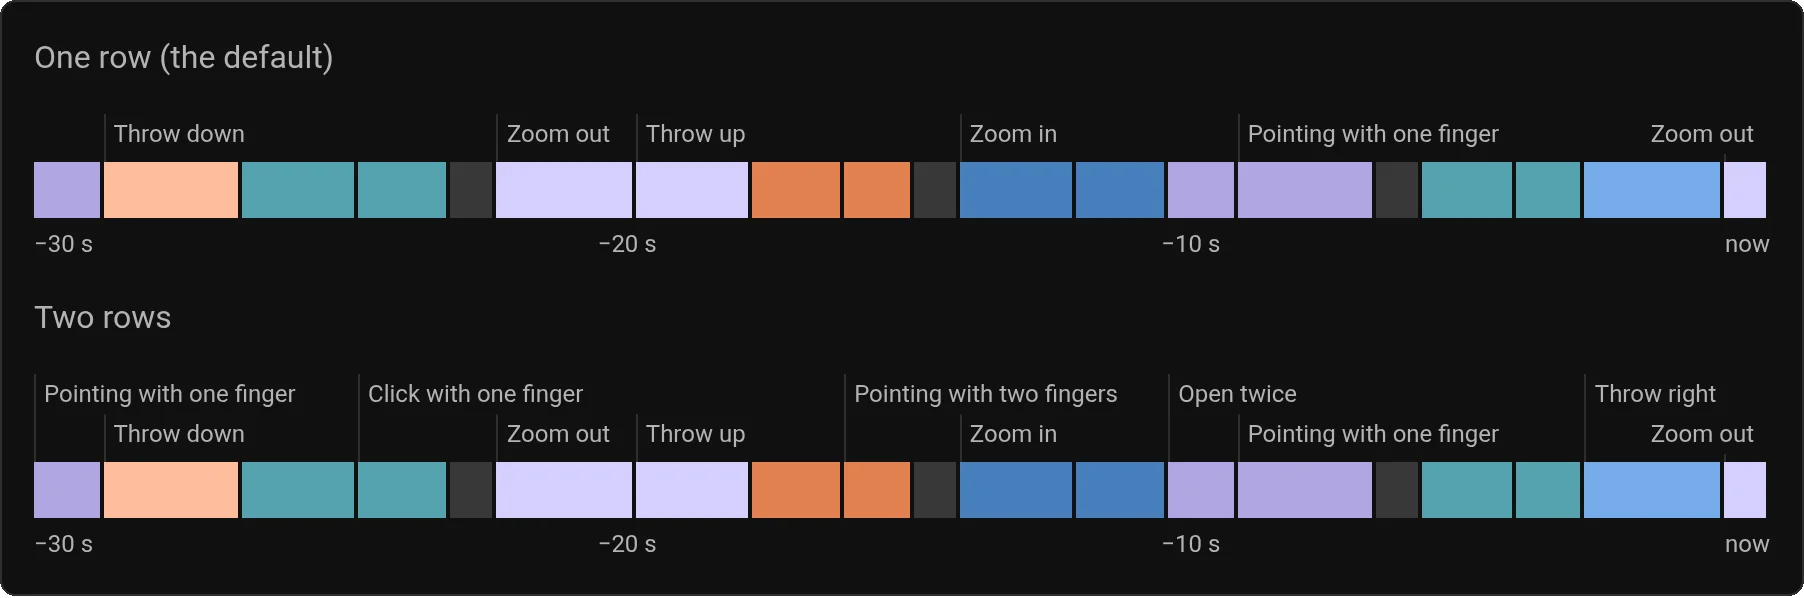 One row (the default)
Throw down Zoom out Throw up Zoom in Pointing with one finger Zoom out
−30 s −20 s −10 s now
Two rows
Pointing with one finger Click with one finger Pointing with two fingers Open twice Throw right
Throw down Zoom out Throw up Zoom in Pointing with one finger Zoom out
−30 s −20 s −10 s now